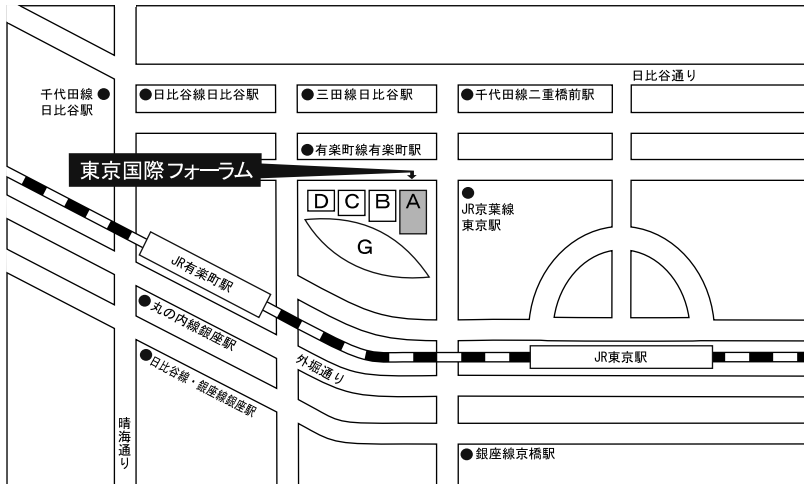 日比谷通り
千代田線
日比谷駅
日比谷線日比谷駅
三田線日比谷駅
千代田線二重橋前駅
有楽町線有楽町駅
東京国際フォーラム
D
C
B
A
G
JR京葉線
東京駅
JR有楽町駅
丸の内線銀座駅
日比谷線・銀座線銀座駅
外堀通り
JR東京駅
晴海通り
銀座線京橋駅